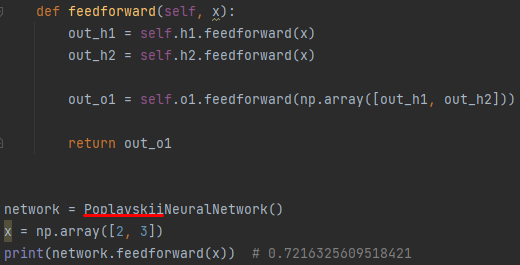 def feedforward(self, x):
out_h1 = self.h1.feedforward(x)
out_h2 = self.h2.feedforward(x)
out_o1 = self.o1.feedforward(np.array([out_h1, out_h2]))
return out_o1
network = PoplavskiiNeuralNetwork()
x = np.array([2, 3])
print(network.feedforward(x))  # 0.7216325609518421